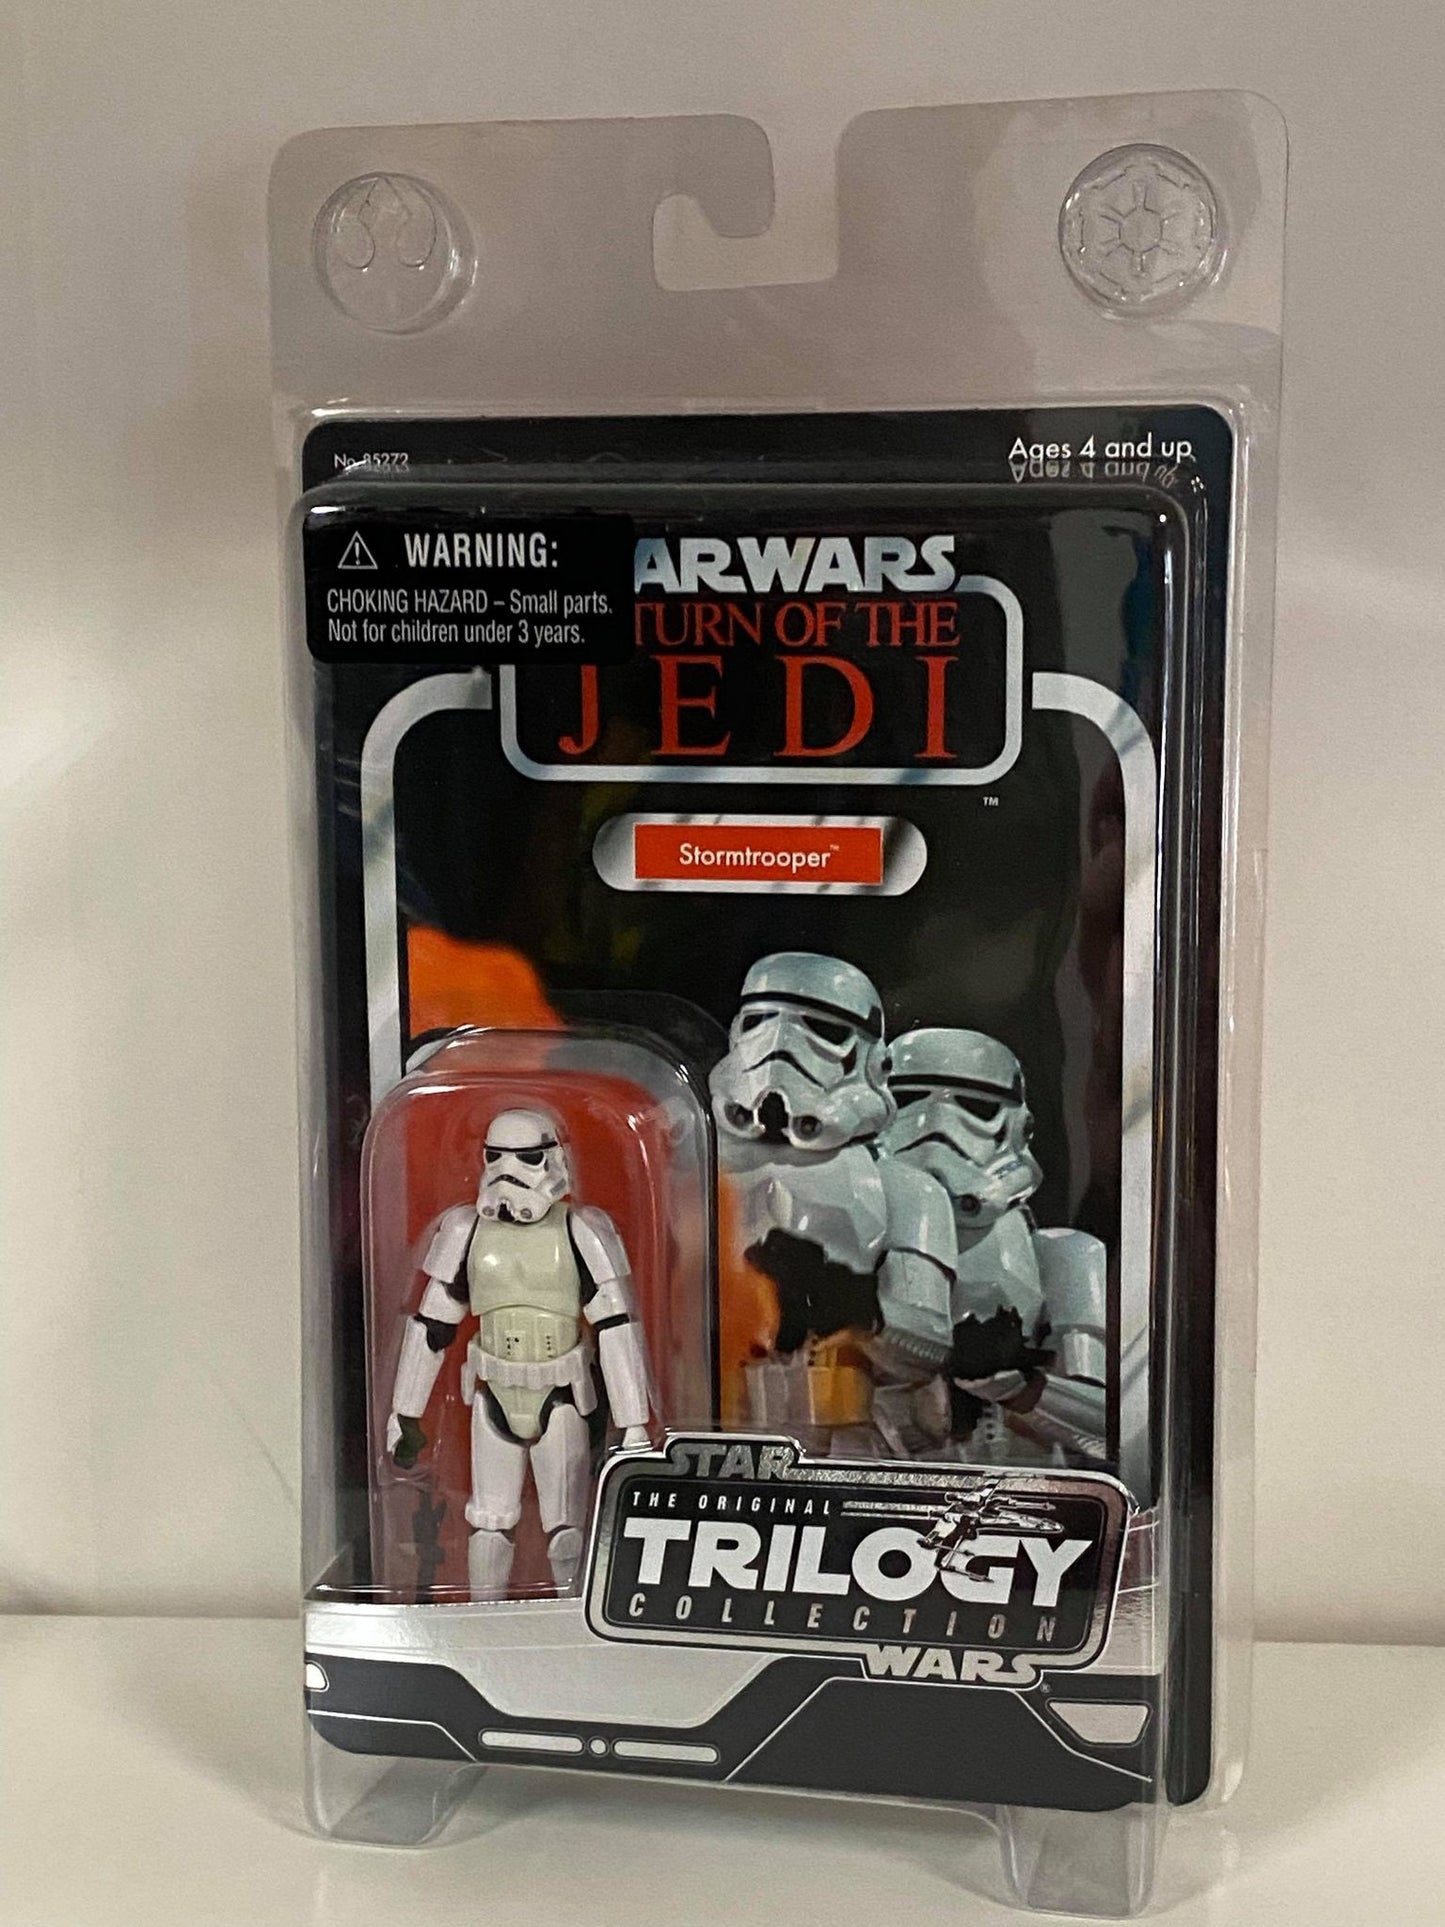 No. 85272
Ages 4 and up
WARNING:
CHOKING HAZARD – Small parts.
Not for children under 3 years.
ARWARS
TURN OF THE
JEDI
™
Stormtrooper™
STAR
THE ORIGINAL
TRILOGY
COLLECTION
WARS
®